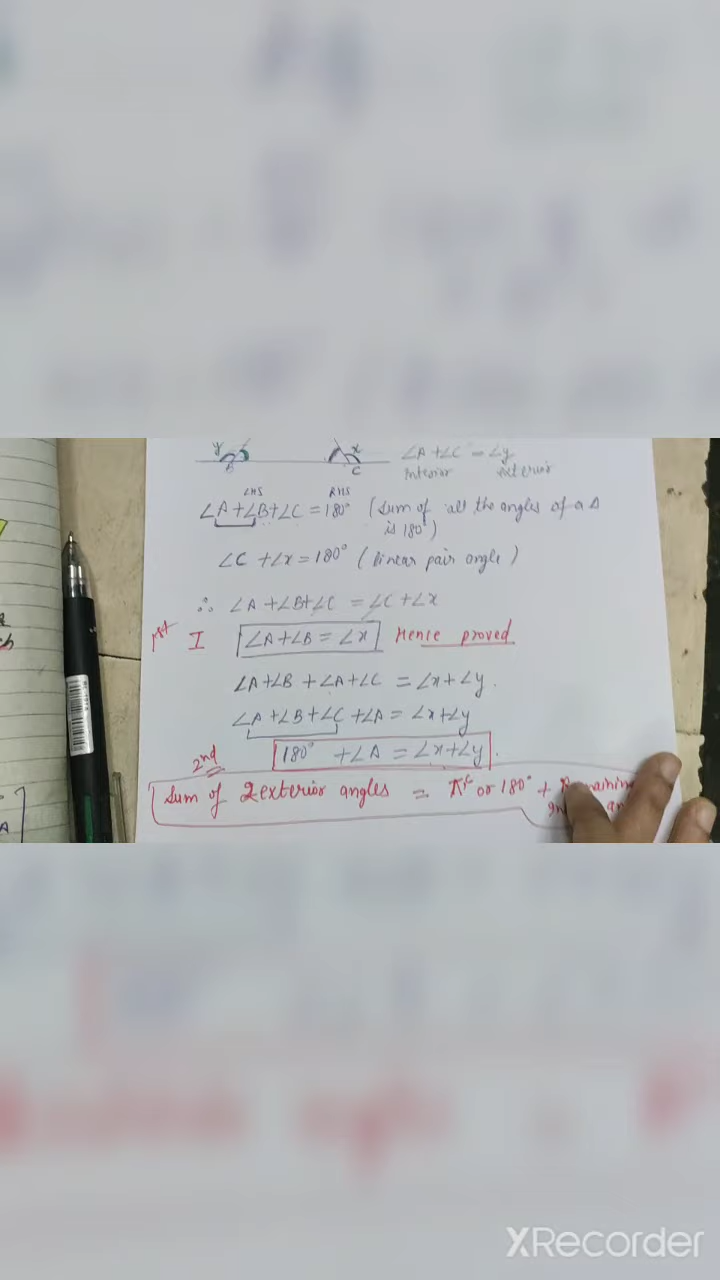 y x ∠A + ∠C = ∠y
B C Interior exterior
LHS RHS
∠A + ∠B + ∠C = 180° (Sum of all the angles of a Δ
is 180°)
∠C + ∠x = 180° (linear pair angle)
∴ ∠A + ∠B + ∠C = ∠C + ∠x
I ∠A + ∠B = ∠x Hence proved
∠A + ∠B + ∠A + ∠C = ∠x + ∠y.
∠A + ∠B + ∠C + ∠A = ∠x + ∠y
2nd 180° + ∠A = ∠x + ∠y.
Sum of 2 exterior angles = π^c or 180° + Remaining
XRecorder